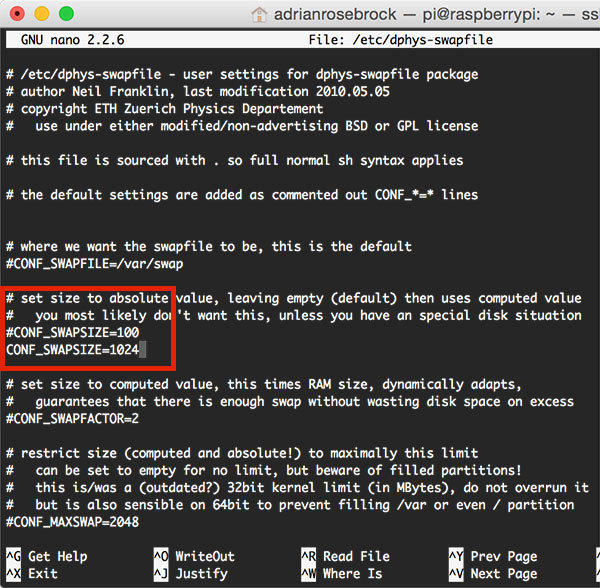 adrianrosebrock — pi@raspberrypi: ~ — ss
GNU nano 2.2.6 File: /etc/dphys-swapfile
# /etc/dphys-swapfile - user settings for dphys-swapfile package
# author Neil Franklin, last modification 2010.05.05
# copyright ETH Zuerich Physics Departement
#   use under either modified/non-advertising BSD or GPL license
# this file is sourced with . so full normal sh syntax applies
# the default settings are added as commented out CONF_*=* lines
# where we want the swapfile to be, this is the default
#CONF_SWAPFILE=/var/swap
# set size to absolute value, leaving empty (default) then uses computed value
#   you most likely don't want this, unless you have an special disk situation
#CONF_SWAPSIZE=100
CONF_SWAPSIZE=1024
# set size to computed value, this times RAM size, dynamically adapts,
#   guarantees that there is enough swap without wasting disk space on excess
#CONF_SWAPFACTOR=2
# restrict size (computed and absolute!) to maximally this limit
#   can be set to empty for no limit, but beware of filled partitions!
#   this is/was a (outdated?) 32bit kernel limit (in MBytes), do not overrun it
#   but is also sensible on 64bit to prevent filling /var or even / partition
#CONF_MAXSWAP=2048
^G Get Help ^O WriteOut ^R Read File ^Y Prev Page
^X Exit ^J Justify ^W Where Is ^V Next Page